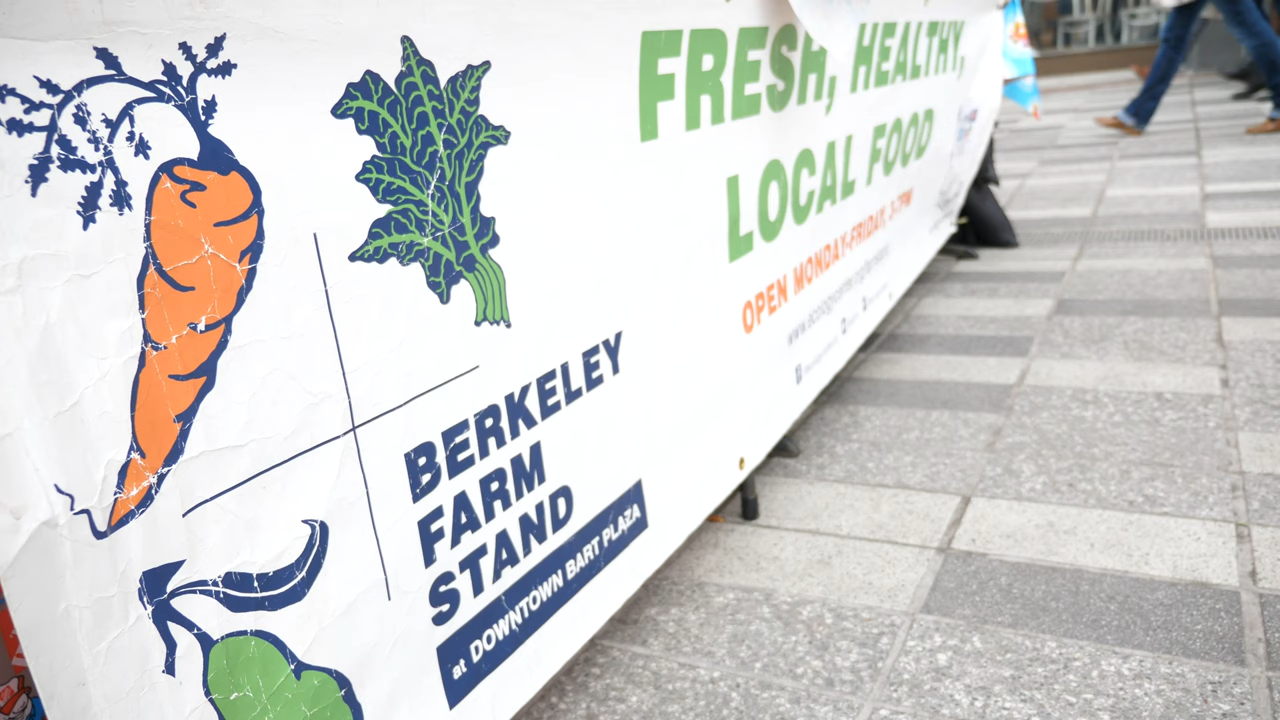 FRESH, HEALTHY,
LOCAL FOOD
OPEN MONDAY-FRIDAY, 3-7PM
BERKELEY
FARM
STAND
at DOWNTOWN BART PLAZA